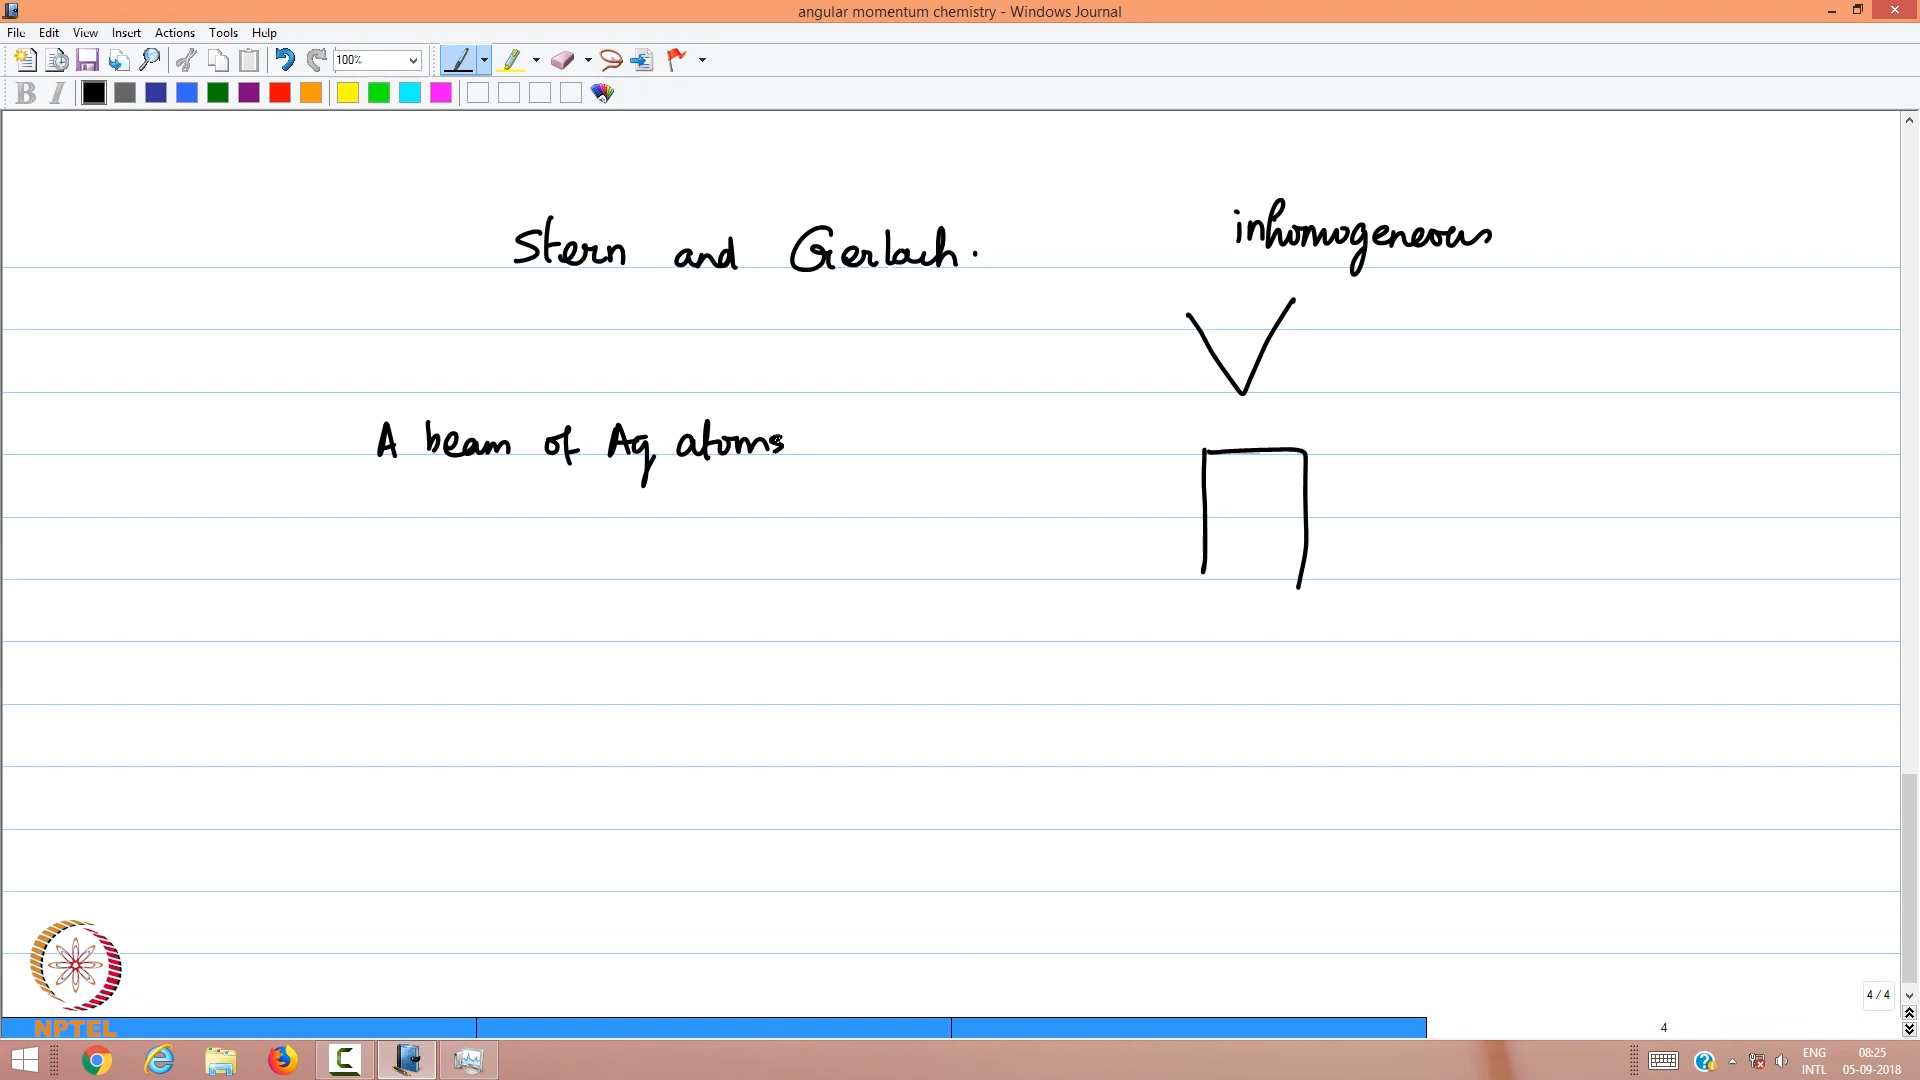 angular momentum chemistry - Windows Journal
File Edit View Insert Actions Tools Help
100%
B I
Stern and Gerlach.
inhomogeneous
A beam of Ag atoms
4 / 4
NPTEL
4
ENG 08:25
INTL 05-09-2018